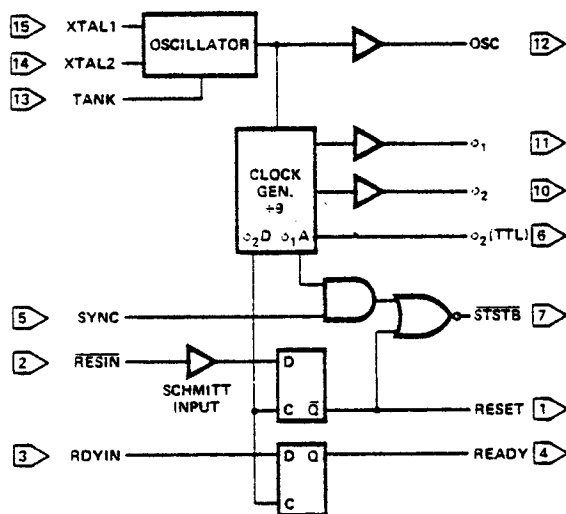 15 XTAL1
OSCILLATOR
OSC 12
14 XTAL2
13 TANK
CLOCK
GEN.
÷9
φ2D φ1A
φ1 11
φ2 10
φ2(TTL) 6
5 SYNC
STSTB 7
2 RESIN
SCHMITT
INPUT
D
C Q
RESET 1
3 RDYIN
D Q
C
READY 4